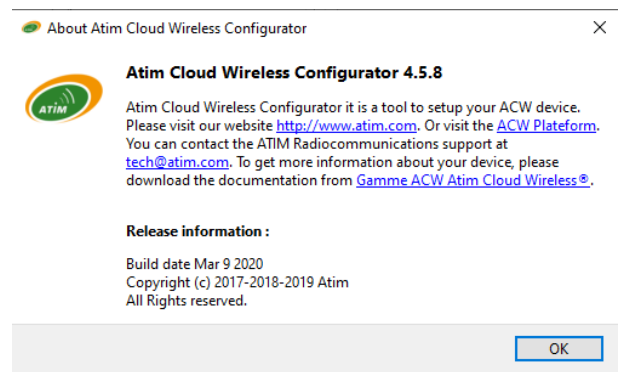 About Atim Cloud Wireless Configurator
Atim Cloud Wireless Configurator 4.5.8
ATIM
Atim Cloud Wireless Configurator it is a tool to setup your ACW device.
Please visit our website http://www.atim.com. Or visit the ACW Plateform.
You can contact the ATIM Radiocommunications support at
tech@atim.com. To get more information about your device, please
download the documentation from Gamme ACW Atim Cloud Wireless®.
Release information :
Build date Mar 9 2020
Copyright (c) 2017-2018-2019 Atim
All Rights reserved.
OK